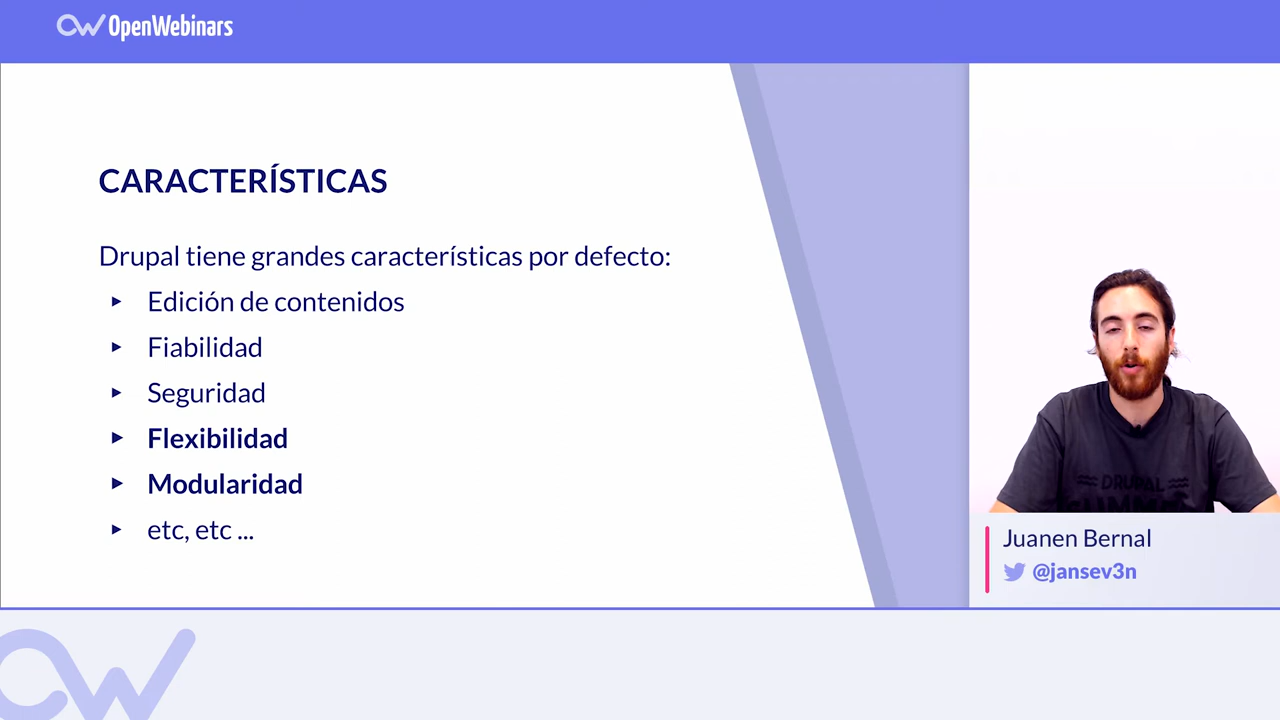 OpenWebinars
CARACTERÍSTICAS
Drupal tiene grandes características por defecto:
Edición de contenidos
Fiabilidad
Seguridad
Flexibilidad
Modularidad
etc, etc ...
DRUPAL
Juanen Bernal
@jansev3n